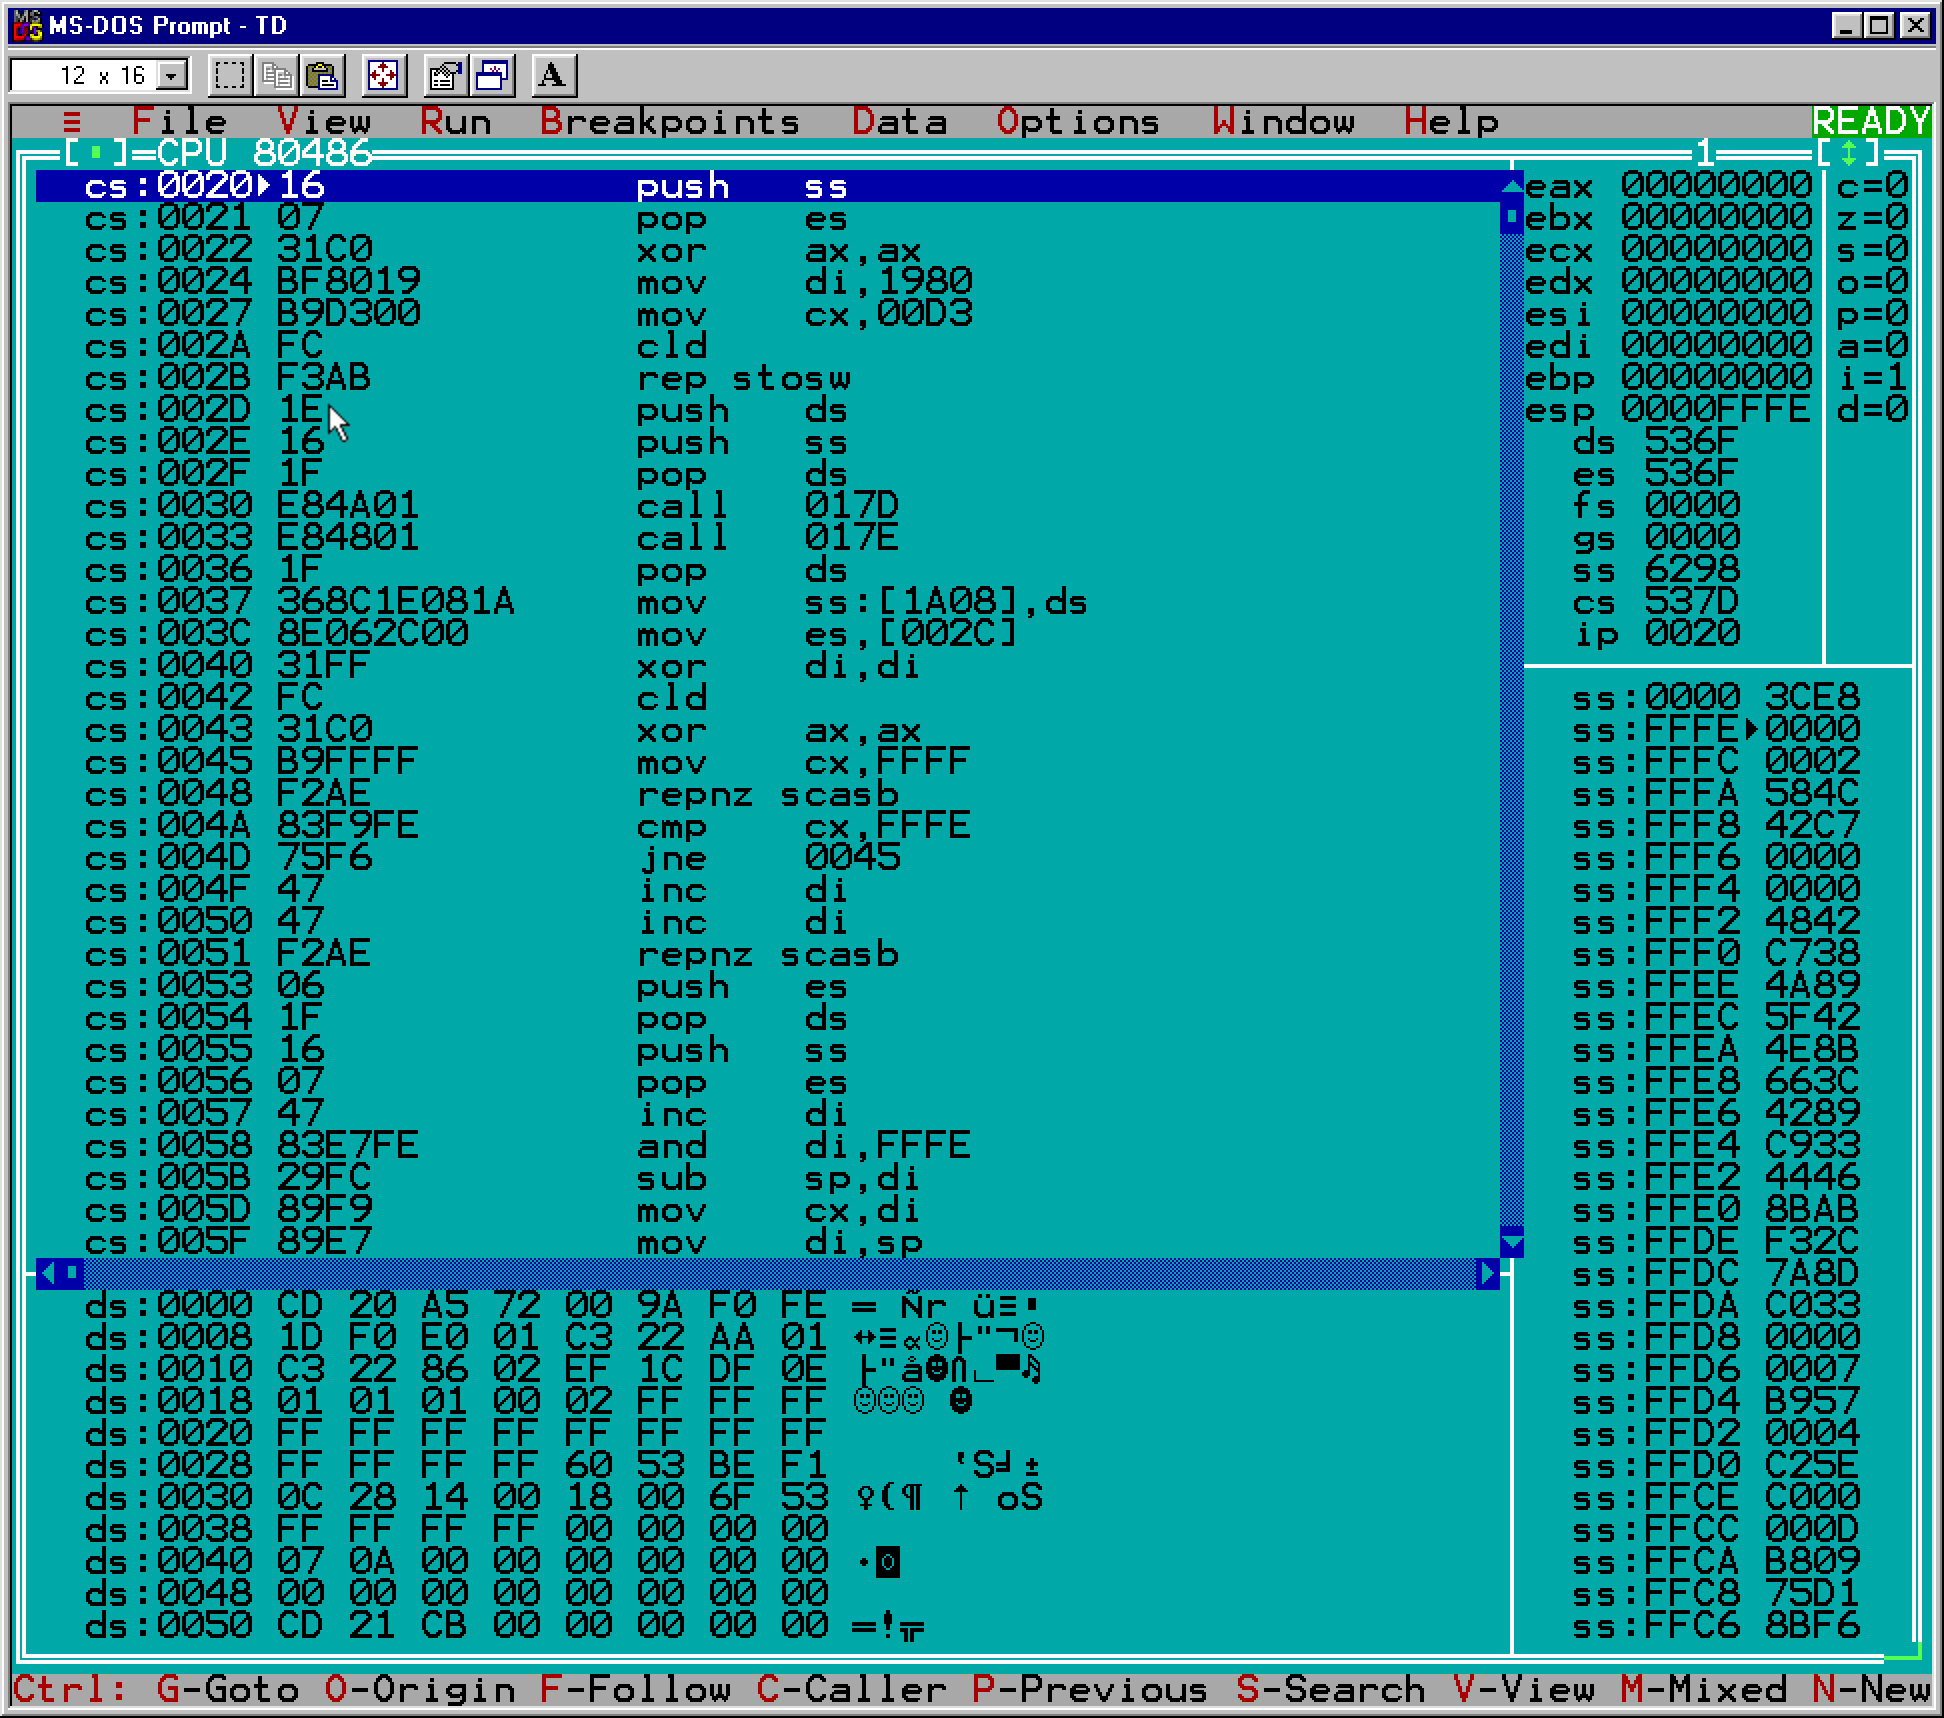 MS-DOS Prompt - TD
12 x 16
≡ File View Run Breakpoints Data Options Window Help READY
[■]=CPU 80486 1 [↕]
cs:0020▶16 push ss
cs:0021 07 pop es
cs:0022 31C0 xor ax,ax
cs:0024 BF8019 mov di,1980
cs:0027 B9D300 mov cx,00D3
cs:002A FC cld
cs:002B F3AB rep stosw
cs:002D 1E push ds
cs:002E 16 push ss
cs:002F 1F pop ds
cs:0030 E84A01 call 017D
cs:0033 E84801 call 017E
cs:0036 1F pop ds
cs:0037 368C1E081A mov ss:[1A08],ds
cs:003C 8E062C00 mov es,[002C]
cs:0040 31FF xor di,di
cs:0042 FC cld
cs:0043 31C0 xor ax,ax
cs:0045 B9FFFF mov cx,FFFF
cs:0048 F2AE repnz scasb
cs:004A 83F9FE cmp cx,FFFE
cs:004D 75F6 jne 0045
cs:004F 47 inc di
cs:0050 47 inc di
cs:0051 F2AE repnz scasb
cs:0053 06 push es
cs:0054 1F pop ds
cs:0055 16 push ss
cs:0056 07 pop es
cs:0057 47 inc di
cs:0058 83E7FE and di,FFFE
cs:005B 29FC sub sp,di
cs:005D 89F9 mov cx,di
cs:005F 89E7 mov di,sp
eax 00000000 c=0
ebx 00000000 z=0
ecx 00000000 s=0
edx 00000000 o=0
esi 00000000 p=0
edi 00000000 a=0
ebp 00000000 i=1
esp 0000FFFE d=0
ds 536F
es 536F
fs 0000
gs 0000
ss 6298
cs 537D
ip 0020
ds:0000 CD 20 A5 72 00 9A F0 FE = Ñr Ü≡■
ds:0008 1D F0 E0 01 C3 22 AA 01 ↔≡α☺├"¬☺
ds:0010 C3 22 86 02 EF 1C DF 0E ├"å☻∩∟▀♫
ds:0018 01 01 01 00 02 FF FF FF ☺☺☺ ☻
ds:0020 FF FF FF FF FF FF FF FF
ds:0028 FF FF FF FF 60 53 BE F1 `S╛±
ds:0030 0C 28 14 00 18 00 6F 53 ♀(¶ ↑ oS
ds:0038 FF FF FF FF 00 00 00 00
ds:0040 07 0A 00 00 00 00 00 00 •◙
ds:0048 00 00 00 00 00 00 00 00
ds:0050 CD 21 CB 00 00 00 00 00 =!╦
ss:0000 3CE8
ss:FFFE▶0000
ss:FFFC 0002
ss:FFFA 584C
ss:FFF8 42C7
ss:FFF6 0000
ss:FFF4 0000
ss:FFF2 4842
ss:FFF0 C738
ss:FFEE 4A89
ss:FFEC 5F42
ss:FFEA 4E8B
ss:FFE8 663C
ss:FFE6 4289
ss:FFE4 C933
ss:FFE2 4446
ss:FFE0 8BAB
ss:FFDE F32C
ss:FFDC 7A8D
ss:FFDA C033
ss:FFD8 0000
ss:FFD6 0007
ss:FFD4 B957
ss:FFD2 0004
ss:FFD0 C25E
ss:FFCE C000
ss:FFCC 000D
ss:FFCA B809
ss:FFC8 75D1
ss:FFC6 8BF6
Ctrl: G-Goto O-Origin F-Follow C-Caller P-Previous S-Search V-View M-Mixed N-New